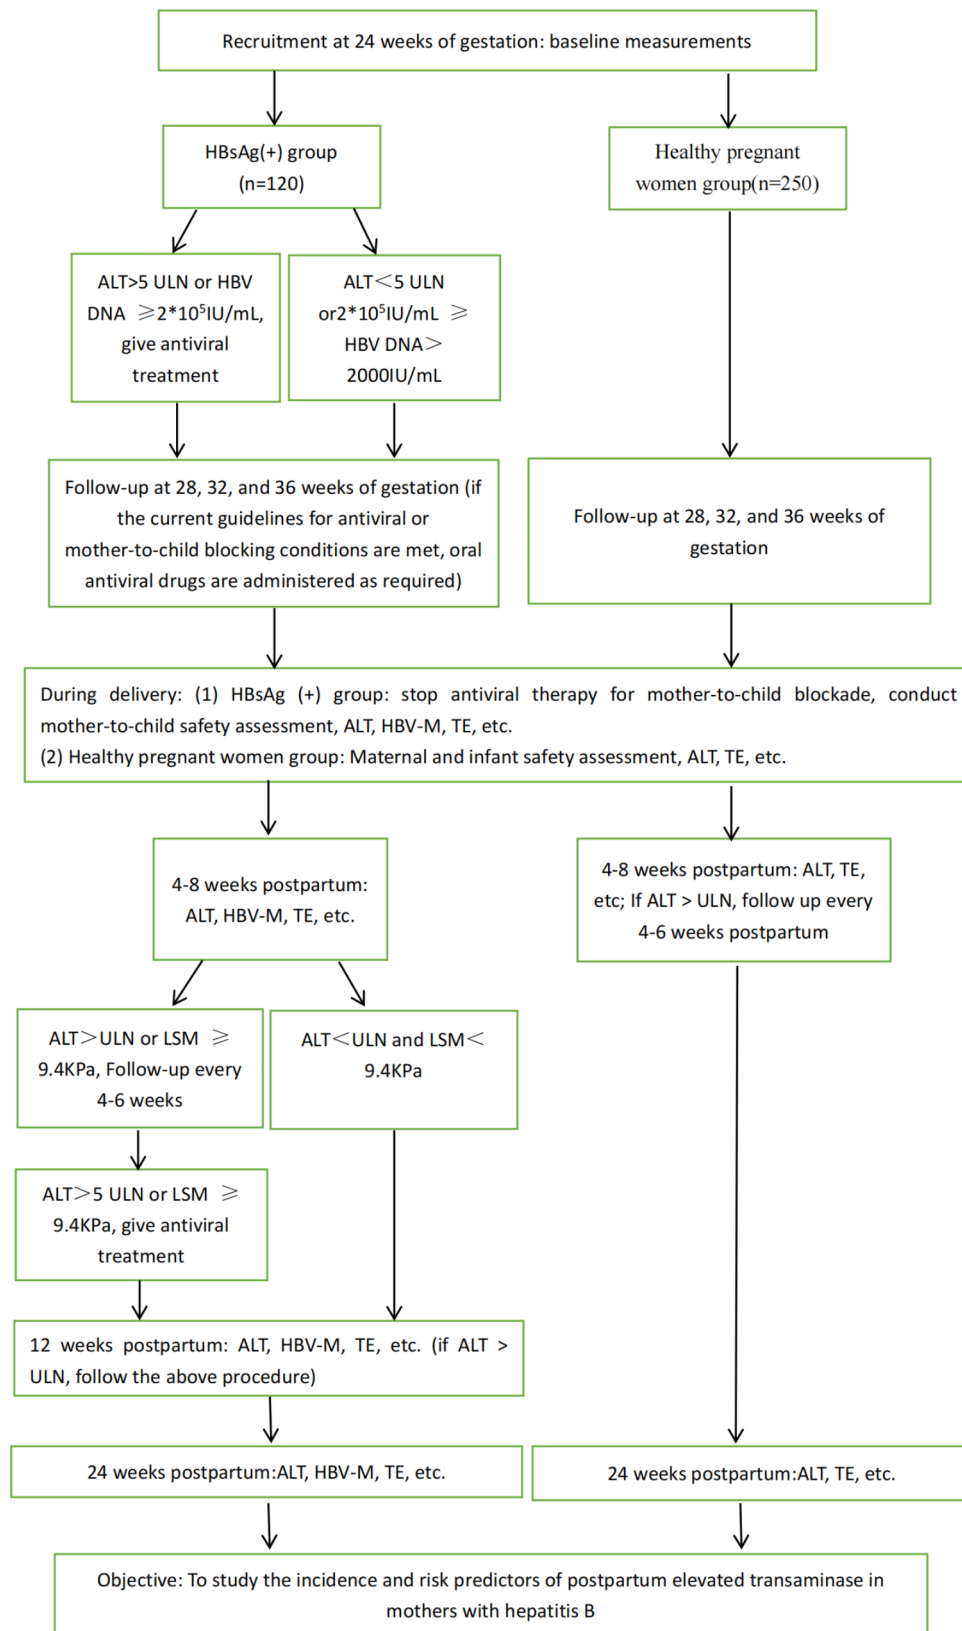 Recruitment at 24 weeks of gestation: baseline measurements
HBsAg(+) group
(n=120)
Healthy pregnant
women group(n=250)
ALT>5 ULN or HBV
DNA ≥2*10⁵IU/mL,
give antiviral
treatment
ALT<5 ULN
or2*10⁵IU/mL ≥
HBV DNA>
2000IU/mL
Follow-up at 28, 32, and 36 weeks of gestation (if
the current guidelines for antiviral or
mother-to-child blocking conditions are met, oral
antiviral drugs are administered as required)
Follow-up at 28, 32, and 36 weeks of
gestation
During delivery: (1) HBsAg (+) group: stop antiviral therapy for mother-to-child blockade, conduct
mother-to-child safety assessment, ALT, HBV-M, TE, etc.
(2) Healthy pregnant women group: Maternal and infant safety assessment, ALT, TE, etc.
4-8 weeks postpartum:
ALT, HBV-M, TE, etc.
4-8 weeks postpartum: ALT, TE,
etc; If ALT > ULN, follow up every
4-6 weeks postpartum
ALT>ULN or LSM ≥
9.4KPa, Follow-up every
4-6 weeks
ALT<ULN and LSM<
9.4KPa
ALT>5 ULN or LSM ≥
9.4KPa, give antiviral
treatment
12 weeks postpartum: ALT, HBV-M, TE, etc. (if ALT >
ULN, follow the above procedure)
24 weeks postpartum:ALT, HBV-M, TE, etc.
24 weeks postpartum:ALT, TE, etc.
Objective: To study the incidence and risk predictors of postpartum elevated transaminase in
mothers with hepatitis B